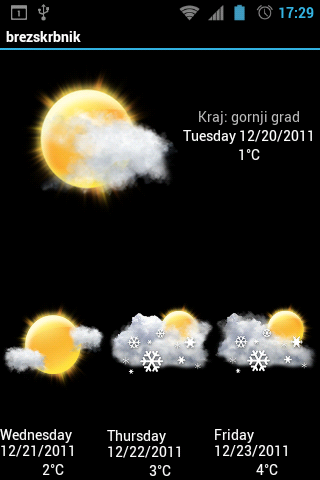 1 17:29
brezskrbnik
Kraj: gornji grad
Tuesday 12/20/2011
1°C
Wednesday
12/21/2011
2°C
Thursday
12/22/2011
3°C
Friday
12/23/2011
4°C